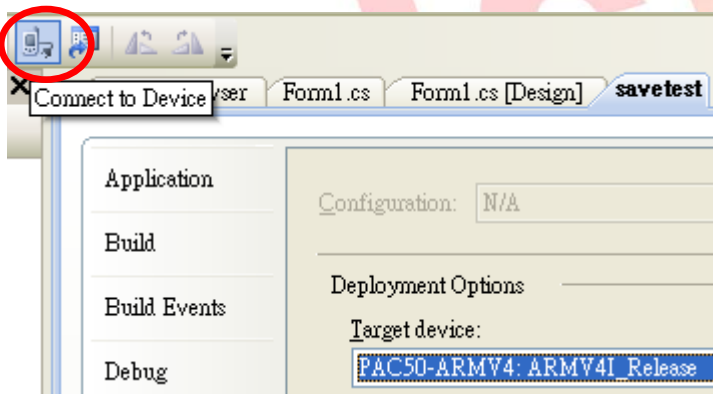 Connect to Device
wser
Form1.cs
Form1.cs [Design]
savetest
Application
Configuration:
N/A
Build
Deployment Options
Build Events
Target device:
PAC50-ARMV4: ARMV4I_Release
Debug